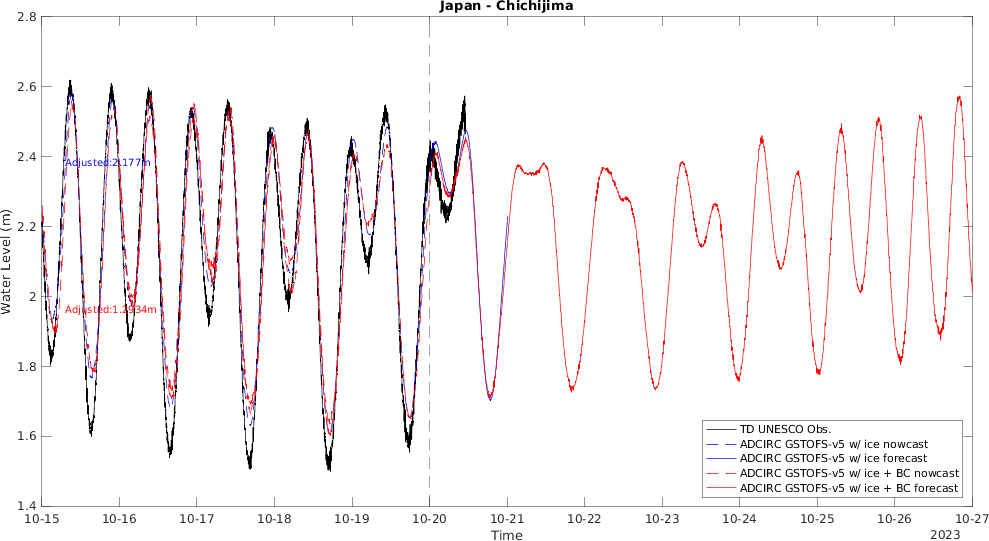 Japan - Chichijima
2.8
2.6
2.4
2.2
2
1.8
1.6
1.4
Water Level (m)
Adjusted:2.177m
Adjusted:1.2934m
TD UNESCO Obs.
ADCIRC GSTOFS-v5 w/ ice nowcast
ADCIRC GSTOFS-v5 w/ ice forecast
ADCIRC GSTOFS-v5 w/ ice + BC nowcast
ADCIRC GSTOFS-v5 w/ ice + BC forecast
10-15 10-16 10-17 10-18 10-19 10-20 10-21 10-22 10-23 10-24 10-25 10-26 10-27
Time
2023